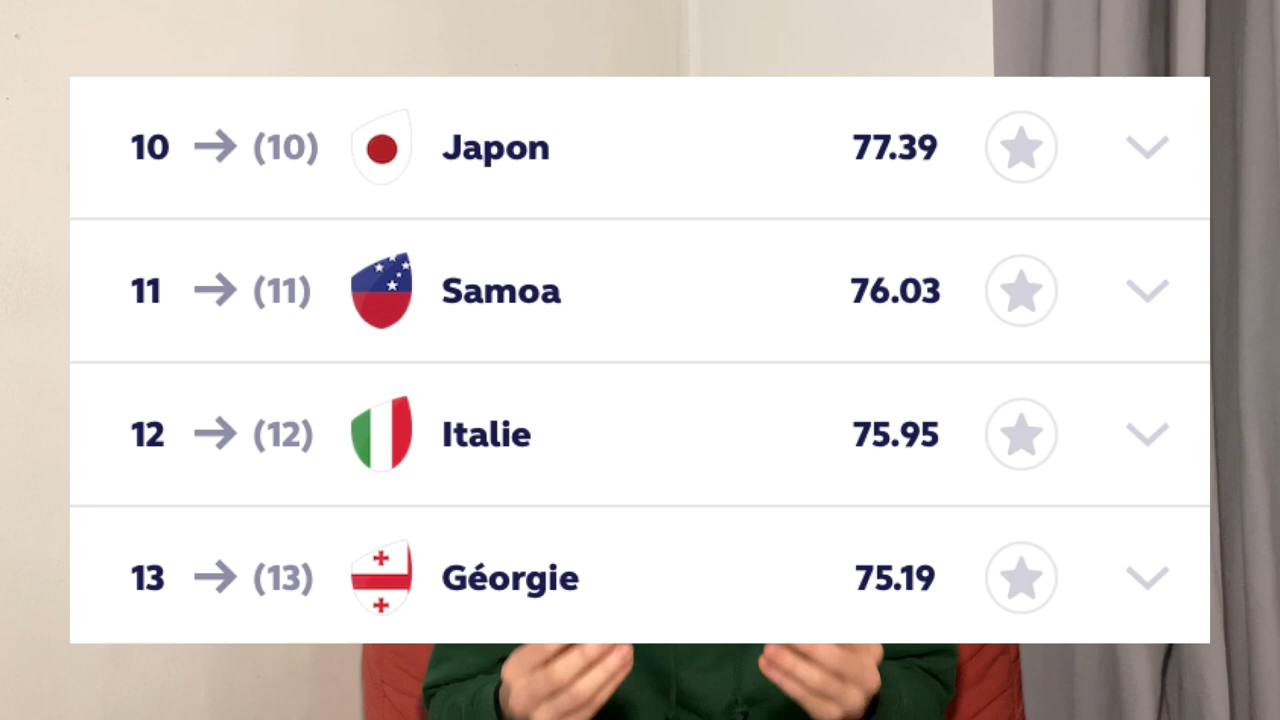 10 → (10) Japon 77.39
11 → (11) Samoa 76.03
12 → (12) Italie 75.95
13 → (13) Géorgie 75.19